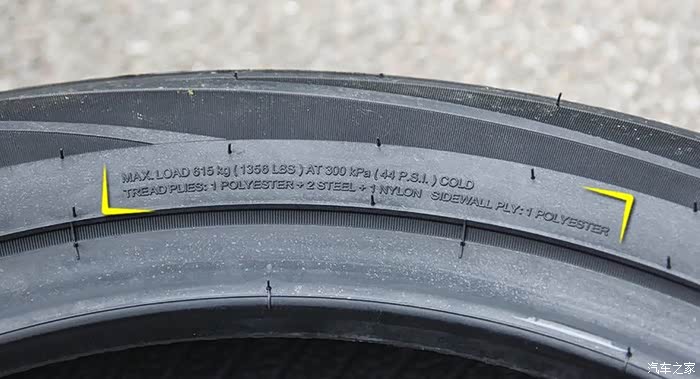 MAX. LOAD 615 kg ( 1356 LBS ) AT 300 kPa ( 44 P.S.I. ) COLD
TREAD PLIES: 1 POLYESTER + 2 STEEL + 1 NYLON SIDEWALL PLY: 1 POLYESTER
汽车之家